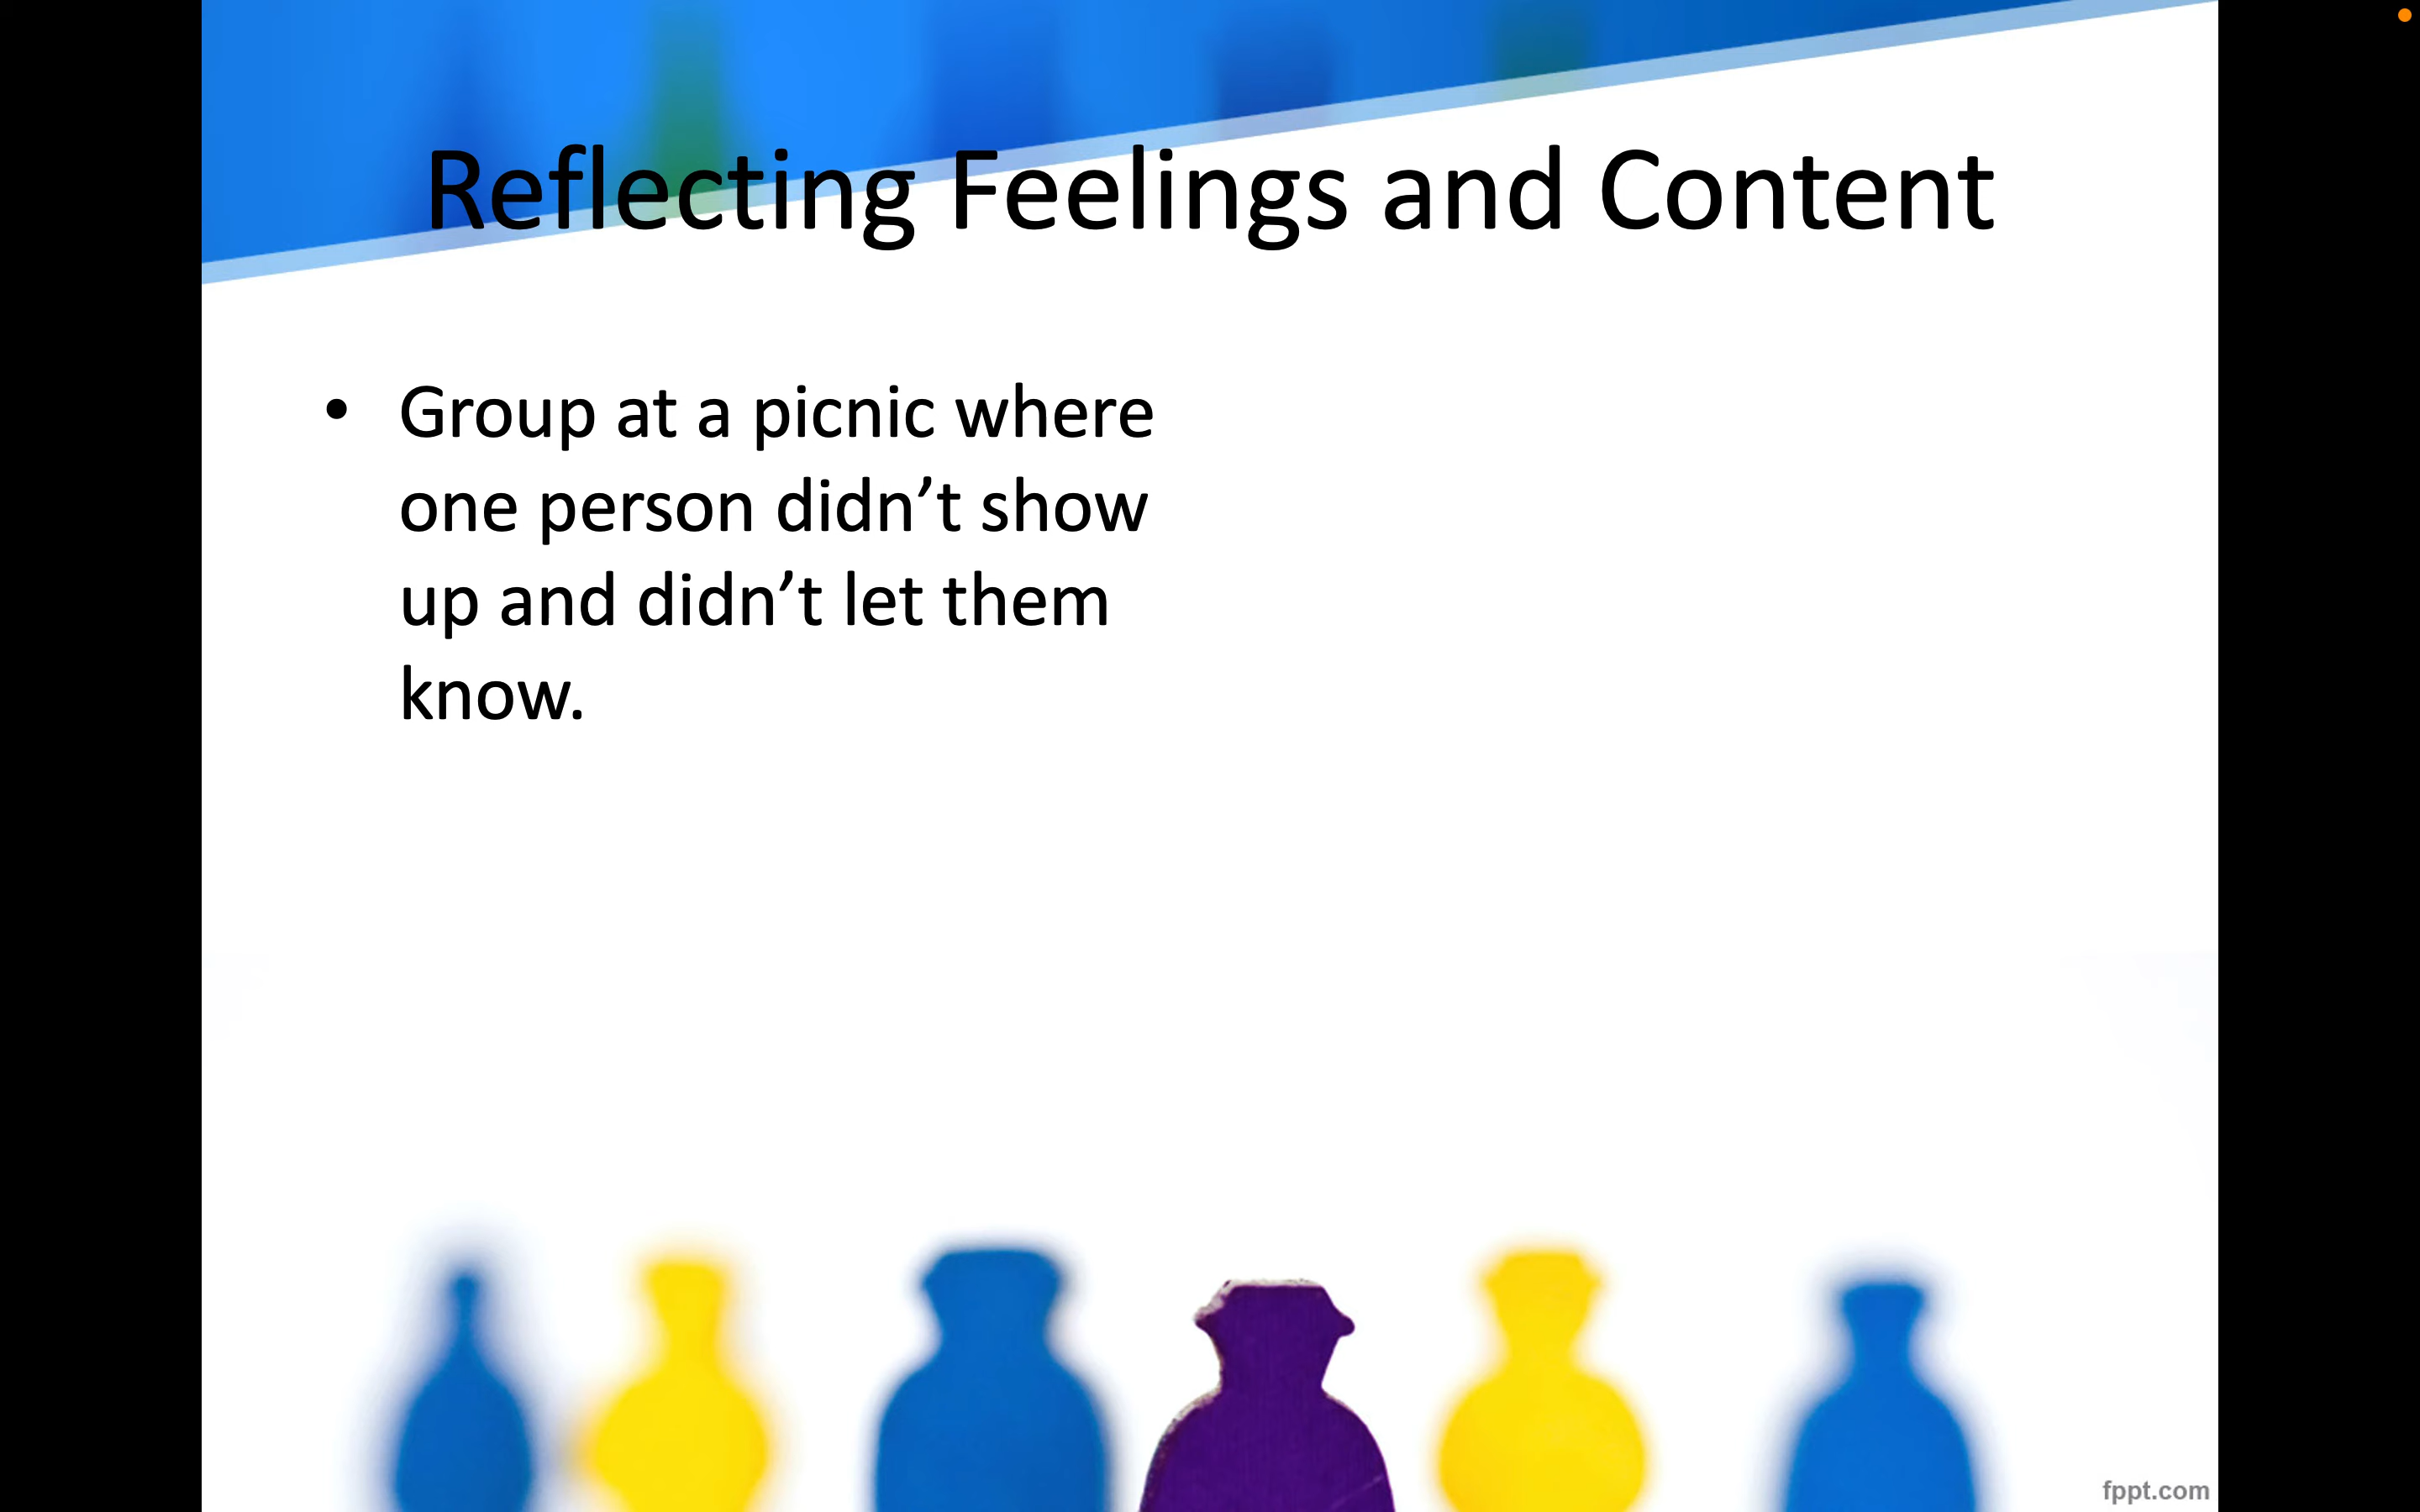 Reflecting Feelings and Content
• Group at a picnic where
one person didn’t show
up and didn’t let them
know.
fppt.com